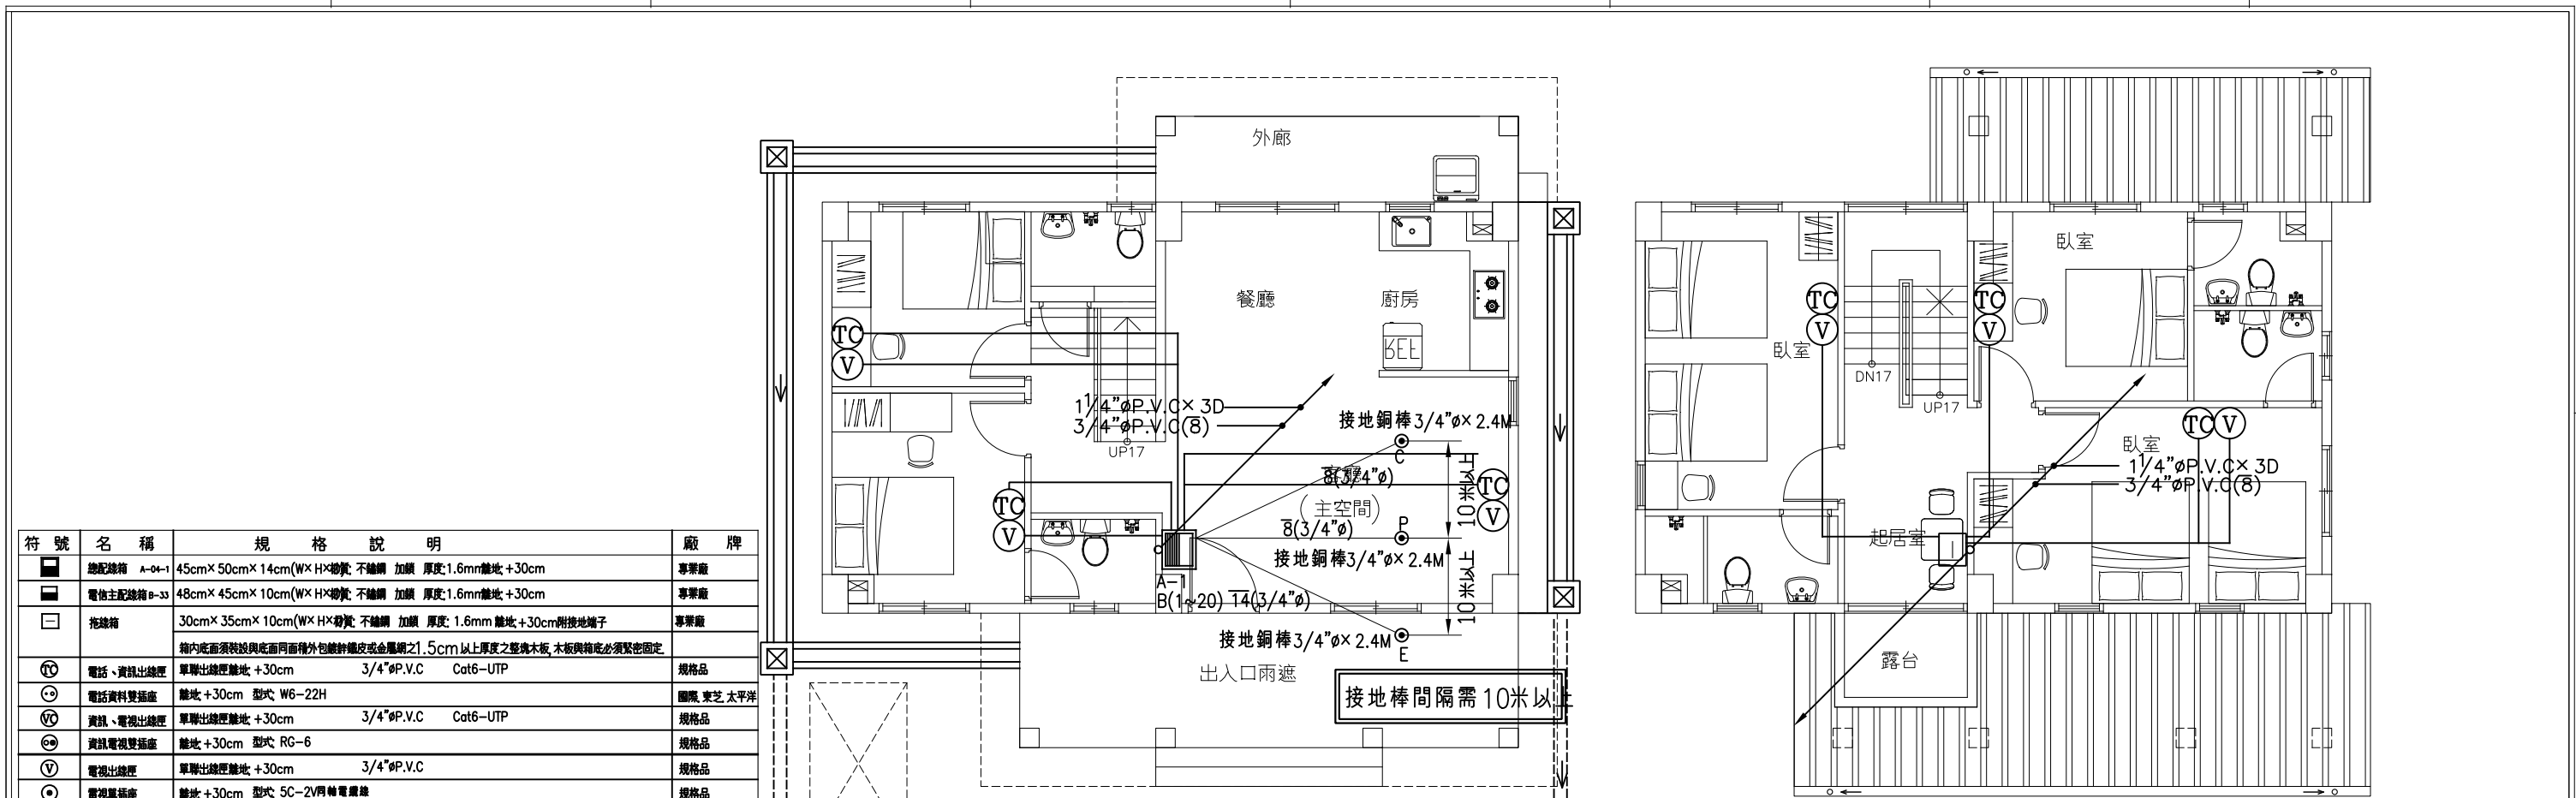 外廊
餐廳
廚房
REF
TC
V
UP17
1 1/4"øP.V.C×3D
3/4"øP.V.C(8)
接地銅棒3/4"ø×2.4M
C
8(3/4"ø)
(主空間)
10米以上
TC
V
TC
V
8(3/4"ø)
P
接地銅棒3/4"ø×2.4M
10米以上
A-1
B(1~20)
14(3/4"ø)
接地銅棒3/4"ø×2.4M
E
出入口雨遮
接地棒間隔需10米以上
臥室
TC
V
TC
V
臥室
DN17
UP17
TC
V
臥室
1 1/4"øP.V.C×3D
3/4"øP.V.C(8)
起居室
露台
符號 名稱 規格說明 廠牌
總配線箱 A-04-1 45cm×50cm×14cm(W×H× 不鏽鋼 加鎖 厚度:1.6mm離地+30cm 專業廠
電信主配線箱B-33 48cm×45cm×10cm(W×H× 不鏽鋼 加鎖 厚度:1.6mm離地+30cm 專業廠
拖線箱 30cm×35cm×10cm(W×H× 不鏽鋼 加鎖 厚度:1.6mm 離地+30cm附接地端子 專業廠
箱內底面須裝設與底面同面積外包鍍鋅鐵皮或金屬網之1.5cm以上厚度之整塊木板,木板與箱底必須緊密固定
TC 電話、資訊出線匣 單聯出線匣離地+30cm 3/4"øP.V.C Cat6-UTP 規格品
電話資料雙插座 離地+30cm 型式 W6-22H 國際,東芝,太平洋
VC 資訊、電視出線匣 單聯出線匣離地+30cm 3/4"øP.V.C Cat6-UTP 規格品
資訊電視雙插座 離地+30cm 型式 RG-6 規格品
V 電視出線匣 單聯出線匣離地+30cm 3/4"øP.V.C 規格品
電視單插座 離地+30cm 型式 5C-2V同軸電纜線 規格品